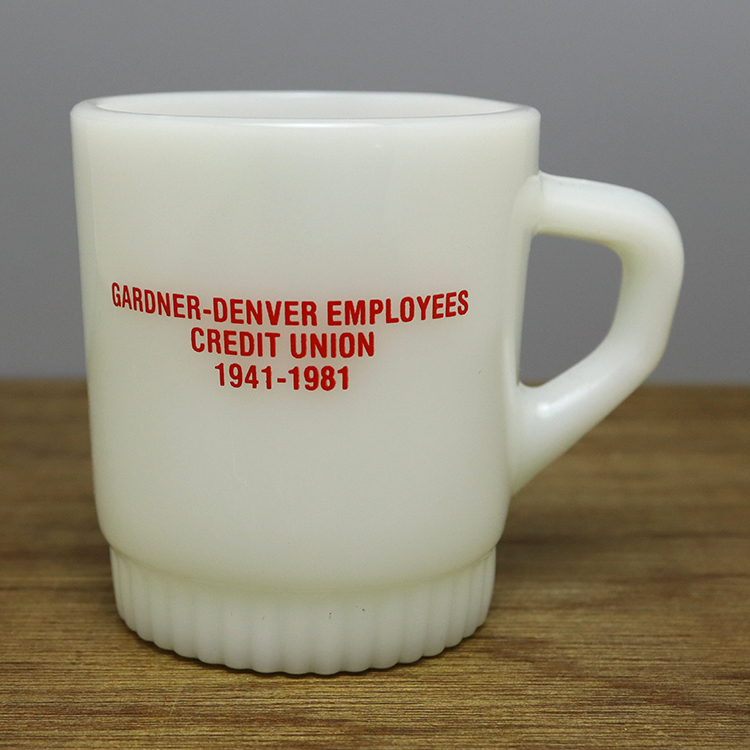 GARDNER-DENVER EMPLOYEES
CREDIT UNION
1941-1981